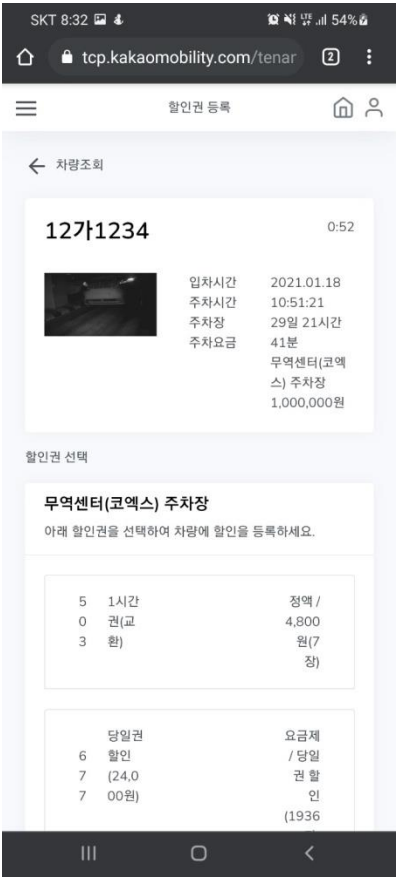 SKT 8:32 54%
tcp.kakaomobility.com/tenar 2
할인권 등록
차량조회
12가1234 0:52
입차시간 2021.01.18
주차시간 10:51:21
주차장 29일 21시간
주차요금 41분
무역센터(코엑
스) 주차장
1,000,000원
할인권 선택
무역센터(코엑스) 주차장
아래 할인권을 선택하여 차량에 할인을 등록하세요.
5 1시간 정액 /
0 권(교 4,800
3 환) 원(7
장)
당일권 요금제
6 할인 / 당일
7 (24,0 권 할
7 00원) 인
(1936